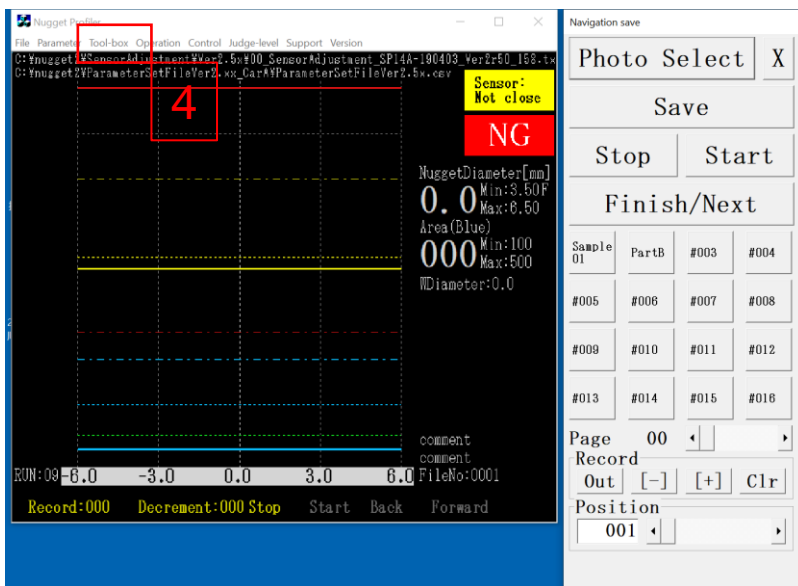 Nugget Profiler
File Parameter Tool-box Operation Control Judge-level Support Version
C:¥nugget2¥SensorAdjustment¥Ver2.5x¥00_SensorAdjustment_SP14A-190403_Ver2r50_158.tx
C:¥nugget2¥ParameterSetFileVer2.xx_CarA¥ParameterSetFileVer2.5x.csv
4
Sensor:
Not close
NG
NuggetDiameter[mm]
0.0 Min:3.50F
Max:6.50
Area(Blue)
000 Min:100
Max:500
WDiameter:0.0
comment
comment
RUN:09 -6.0 -3.0 0.0 3.0 6.0 FileNo:0001
Record:000 Decrement:000 Stop Start Back Forward
Navigation save
Photo Select X
Save
Stop Start
Finish/Next
Sample 01 PartB #003 #004
#005 #006 #007 #008
#009 #010 #011 #012
#013 #014 #015 #016
Page 00
Record
Out [-] [+] Clr
Position
001